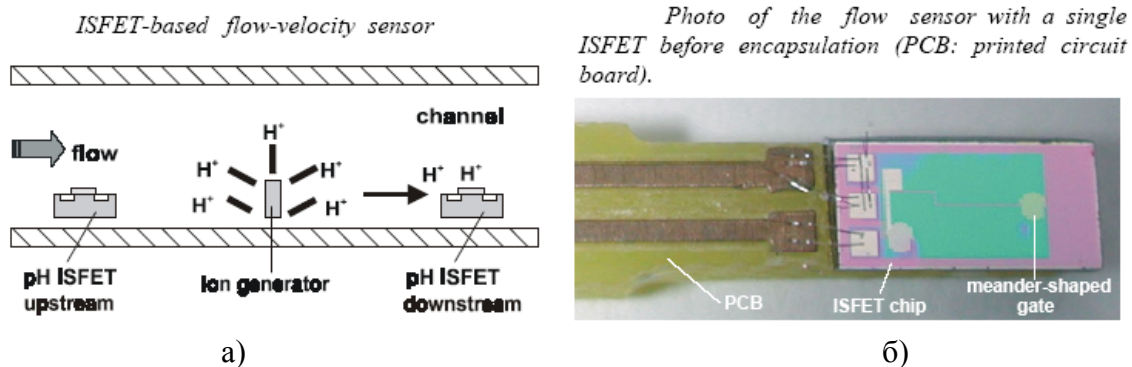 ISFET-based flow-velocity sensor
Photo of the flow sensor with a single
ISFET before encapsulation (PCB: printed circuit
board).
channel
flow
H⁺
H⁺
H⁺
H⁺
H⁺
H⁺ H⁺
pH ISFET
upstream
Ion generator
pH ISFET
downstream
PCB
ISFET chip
meander-shaped
gate
а)
б)